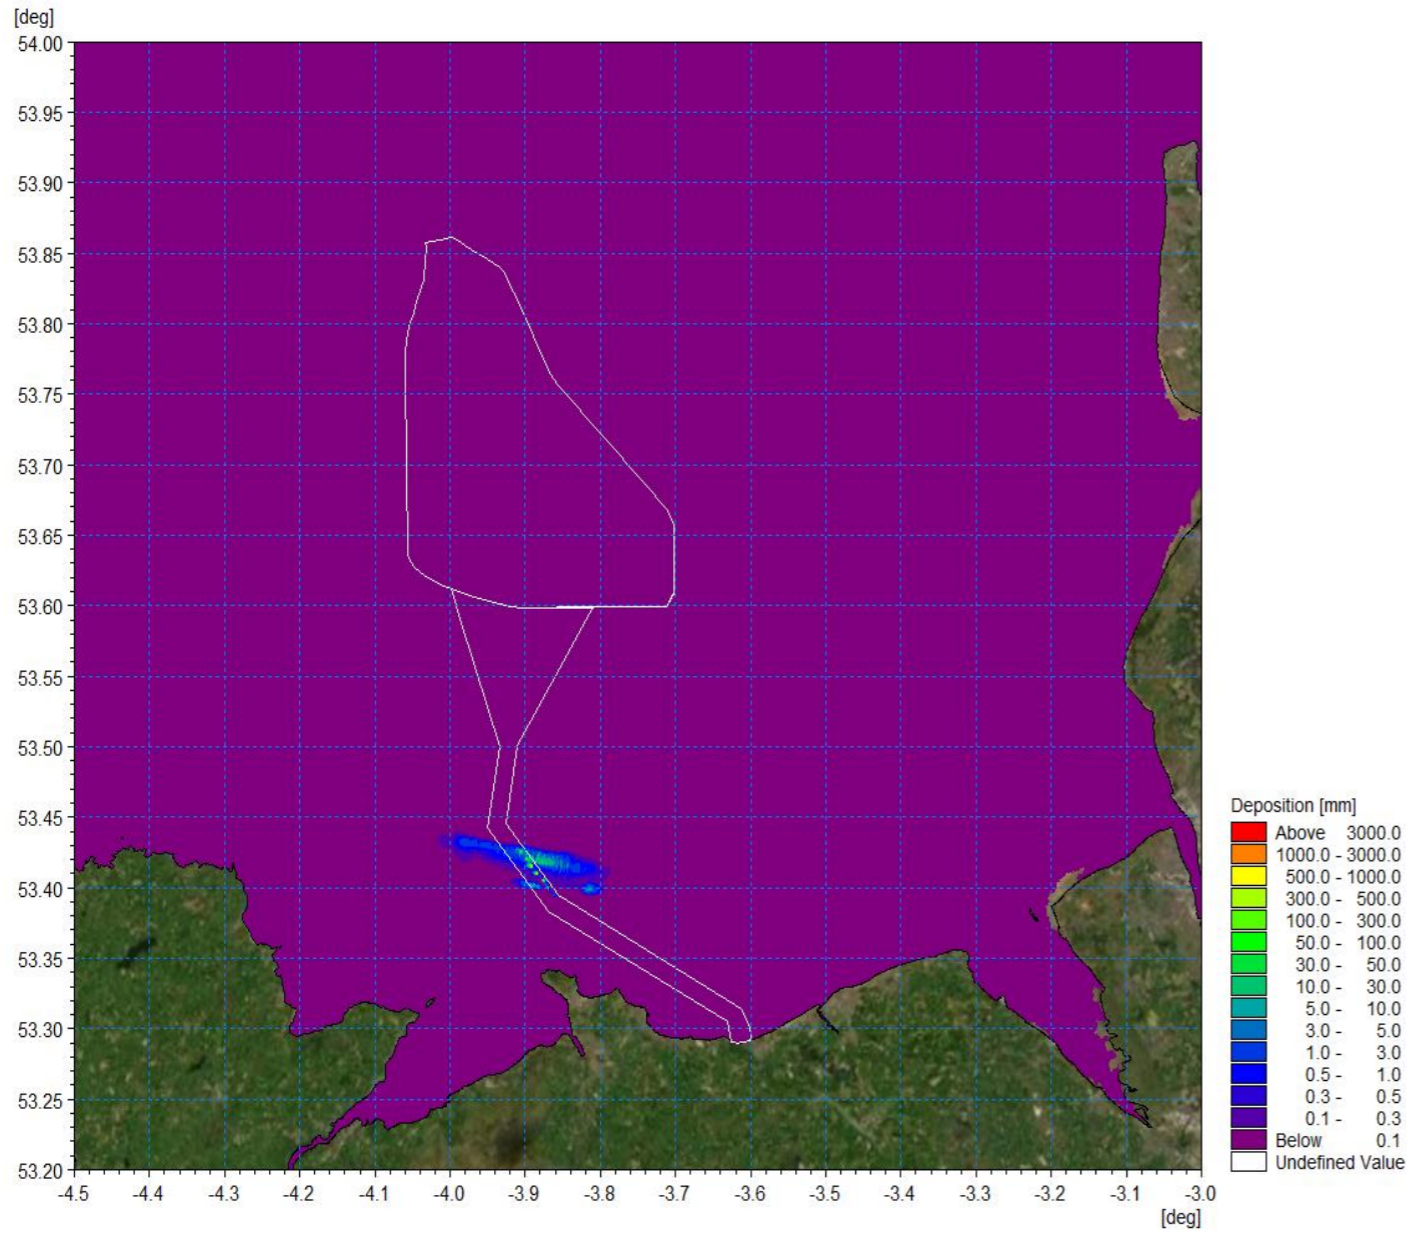 [deg]
54.00
53.95
53.90
53.85
53.80
53.75
53.70
53.65
53.60
53.55
53.50
53.45
53.40
53.35
53.30
53.25
53.20
-4.5 -4.4 -4.3 -4.2 -4.1 -4.0 -3.9 -3.8 -3.7 -3.6 -3.5 -3.4 -3.3 -3.2 -3.1 -3.0
[deg]
Deposition [mm]
Above 3000.0
1000.0 - 3000.0
500.0 - 1000.0
300.0 - 500.0
100.0 - 300.0
50.0 - 100.0
30.0 - 50.0
10.0 - 30.0
5.0 - 10.0
3.0 - 5.0
1.0 - 3.0
0.5 - 1.0
0.3 - 0.5
0.1 - 0.3
Below 0.1
Undefined Value